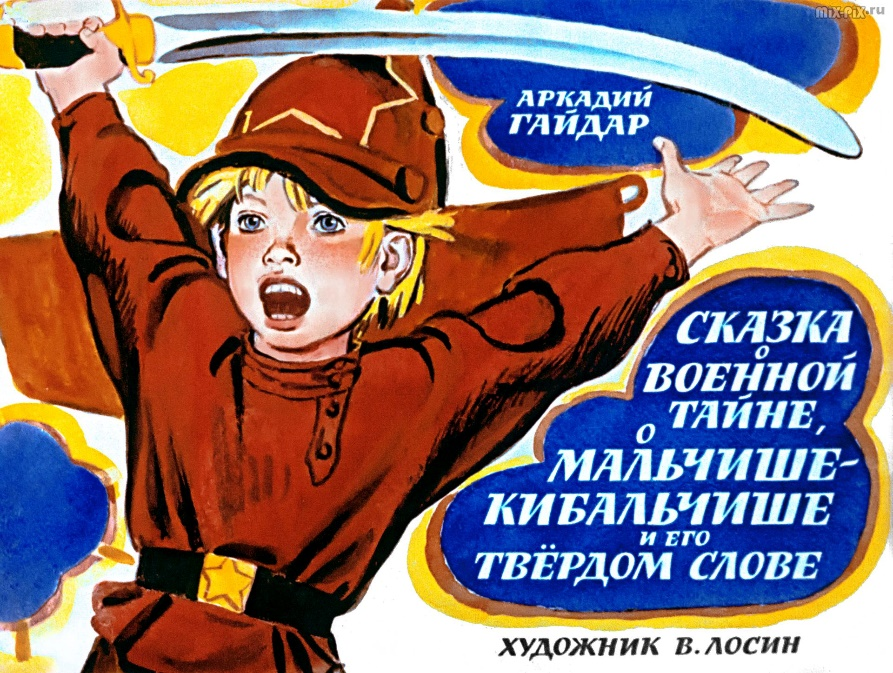 mix-pix.ru
АРКАДИЙ
ГАЙДАР
СКАЗКА
О
ВОЕННОЙ
ТАЙНЕ,
О
МАЛЬЧИШЕ-
КИБАЛЬЧИШЕ
И ЕГО
ТВЁРДОМ СЛОВЕ
ХУДОЖНИК В. ЛОСИН